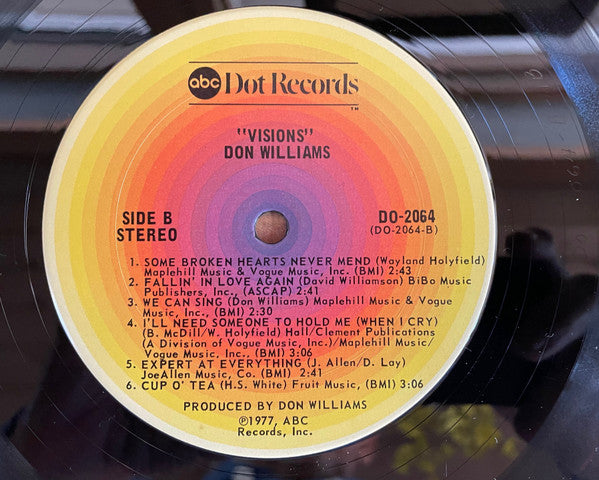 abc Dot Records
TM
"VISIONS"
DON WILLIAMS
SIDE B
STEREO
DO-2064
(DO-2064-B)
1. SOME BROKEN HEARTS NEVER MEND (Wayland Holyfield)
Maplehill Music & Vogue Music, Inc. (BMI) 2:43
2. FALLIN' IN LOVE AGAIN (David Williamson) BiBo Music
Publishers, Inc., (ASCAP) 2:41
3. WE CAN SING (Don Williams) Maplehill Music & Vogue
Music, Inc., (BMI) 2:30
4. I'LL NEED SOMEONE TO HOLD ME (WHEN I CRY)
(B. McDill/W. Holyfield) Hall/Clement Publications
(A Division of Vogue Music, Inc.)/Maplehill Music/
Vogue Music, Inc., (BMI) 3:06
5. EXPERT AT EVERYTHING (J. Allen/D. Lay)
JoeAllen Music, Co. (BMI) 2:41
6. CUP O' TEA (H.S. White) Fruit Music, (BMI) 3:06
PRODUCED BY DON WILLIAMS
℗1977, ABC
Records, Inc.